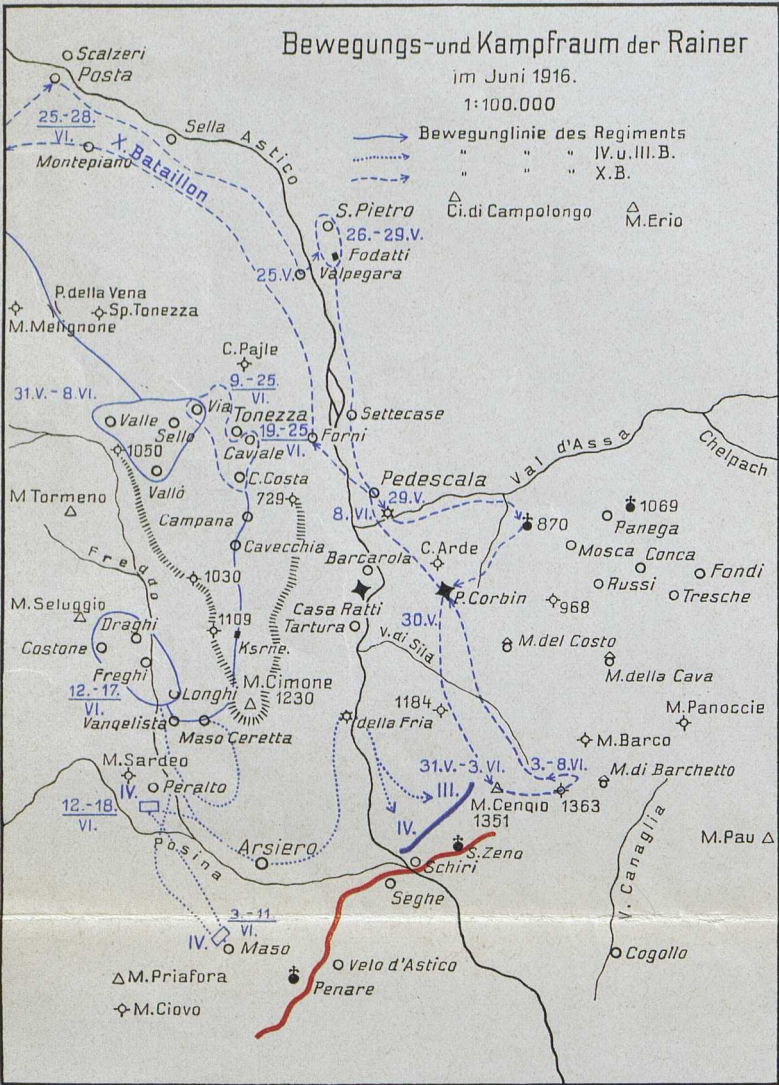 Bewegungs-und Kampfraum der Rainer
im Juni 1916.
1:100.000
Bewegunglinie des Regiments
" " " IV.u.III.B.
" " " X.B.
Scalzeri
Posta
25.-28.
VI.
Montepiano
X.Bataillon
Sella
Astico
S.Pietro
26.-29.V.
Fodatti
Valpegara
25.V.
Ci.di Campolongo
M.Erio
P.della Vena
Sp.Tonezza
M.Melignone
C.Pajle
31.V.-8.VI.
9.-25.
VI.
Via
Valle
Sello
Tonezza
19.-25.
VI.
Caviale
Forni
Settecase
1050
Vallò
C.Costa
729
Pedescala
29.V.
8.VI.
Val d'Assa
Chelpach
M Tormeno
Campana
Cavecchia
870
1069
Panega
Mosca
Conca
Fondi
Russi
Tresche
968
Freddo
1030
Barcarola
C.Arde
P.Corbin
M.Seluggio
Draghi
1109
Casa Ratti
Tartura
30.V.
Costone
Ksrne.
V.di Sila
M.del Costo
Freghi
M.della Cava
12.-17.
VI.
Longhi
M.Cimone
1230
Vangelista
Maso Ceretta
della Fria
1184
M.Panoccie
M.Barco
M.Sardeo
31.V.-3.VI.
3.-8.VI.
M.di Barchetto
IV.
Peralto
III.
M.Cengio
1351
1363
12.-18.
VI.
IV.
Posina
Arsiero
S.Zeno
M.Pau
Schiri
Seghe
V. Canaglia
3.-11.
VI.
IV.
Maso
Velo d'Astico
Cogollo
M.Priafora
Penare
M.Ciovo